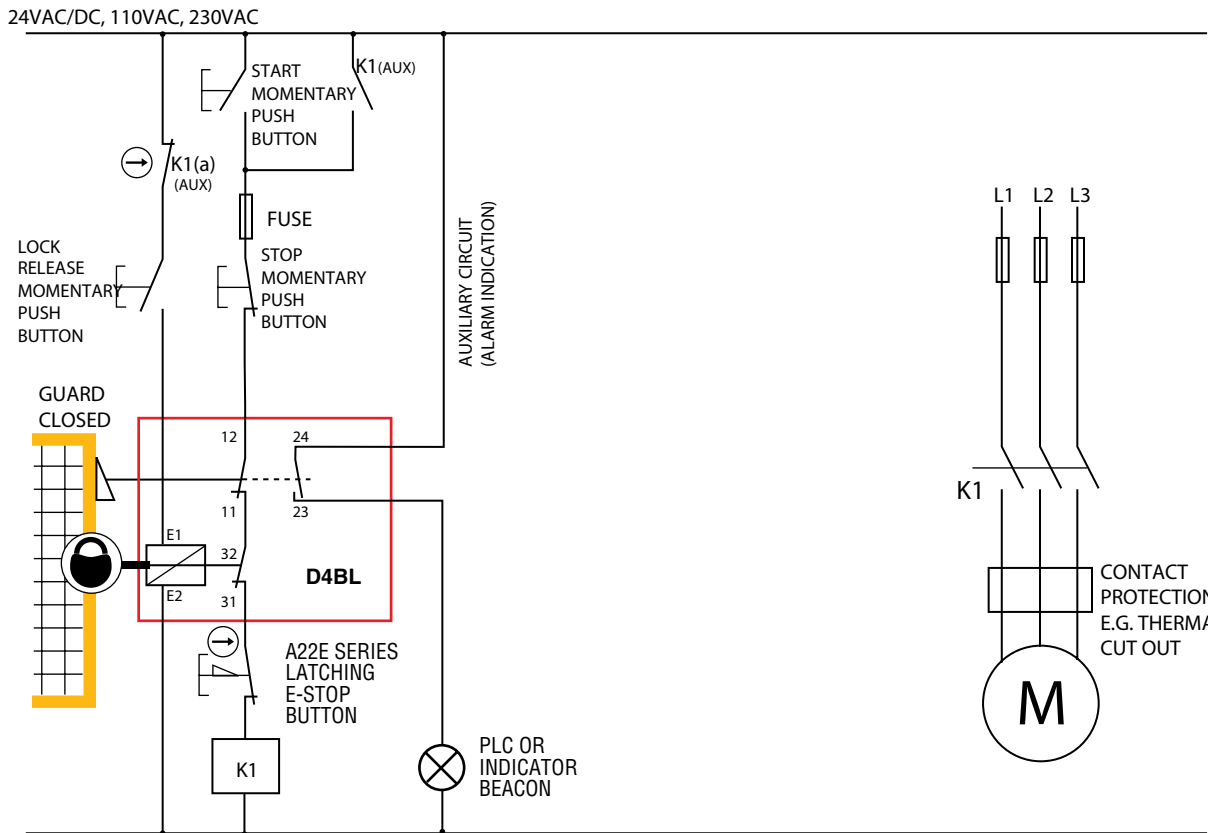 24VAC/DC, 110VAC, 230VAC
START
MOMENTARY
PUSH
BUTTON
K1(AUX)
K1(a)
(AUX)
FUSE
LOCK
RELEASE
MOMENTARY
PUSH
BUTTON
STOP
MOMENTARY
PUSH
BUTTON
AUXILIARY CIRCUIT
(ALARM INDICATION)
L1 L2 L3
GUARD
CLOSED
12
24
11
23
E1
32
D4BL
E2
31
K1
CONTACT
PROTECTION
E.G. THERMA
CUT OUT
A22E SERIES
LATCHING
E-STOP
BUTTON
M
K1
PLC OR
INDICATOR
BEACON